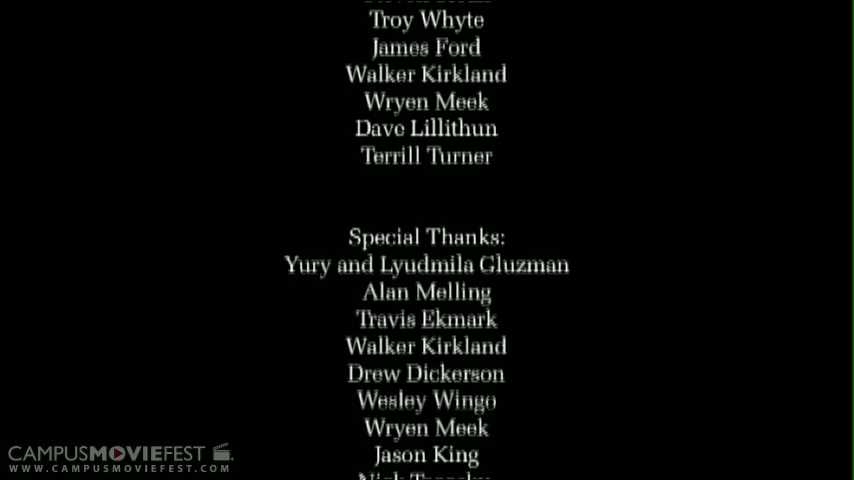 Troy Whyte
James Ford
Walker Kirkland
Wryen Meek
Dave Lillithun
Terrill Turner
Special Thanks:
Yury and Lyudmila Gluzman
Alan Melling
Travis Ekmark
Walker Kirkland
Drew Dickerson
Wesley Wingo
Wryen Meek
Jason King
CAMPUSMOVIEFEST
WWW.CAMPUSMOVIEFEST.COM